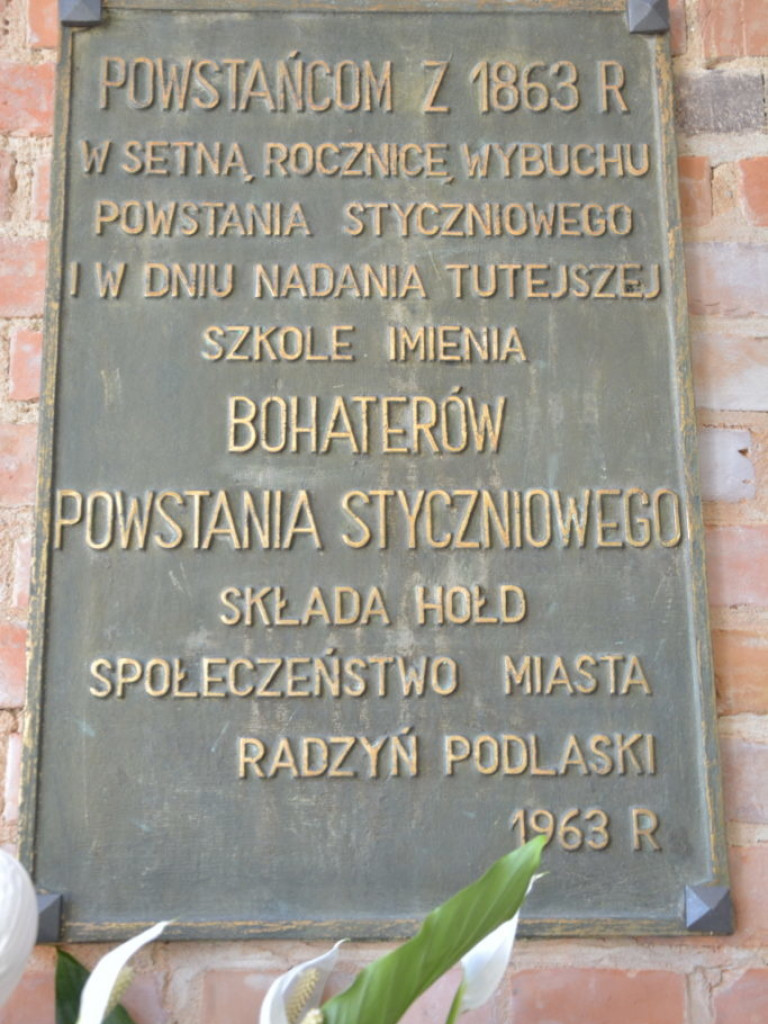 POWSTAŃCOM Z 1863 R
W SETNĄ ROCZNICĘ WYBUCHU
POWSTANIA STYCZNIOWEGO
I W DNIU NADANIA TUTEJSZEJ
SZKOLE IMIENIA
BOHATERÓW
POWSTANIA STYCZNIOWEGO
SKŁADA HOŁD
SPOŁECZEŃSTWO MIASTA
RADZYŃ PODLASKI
1963 R